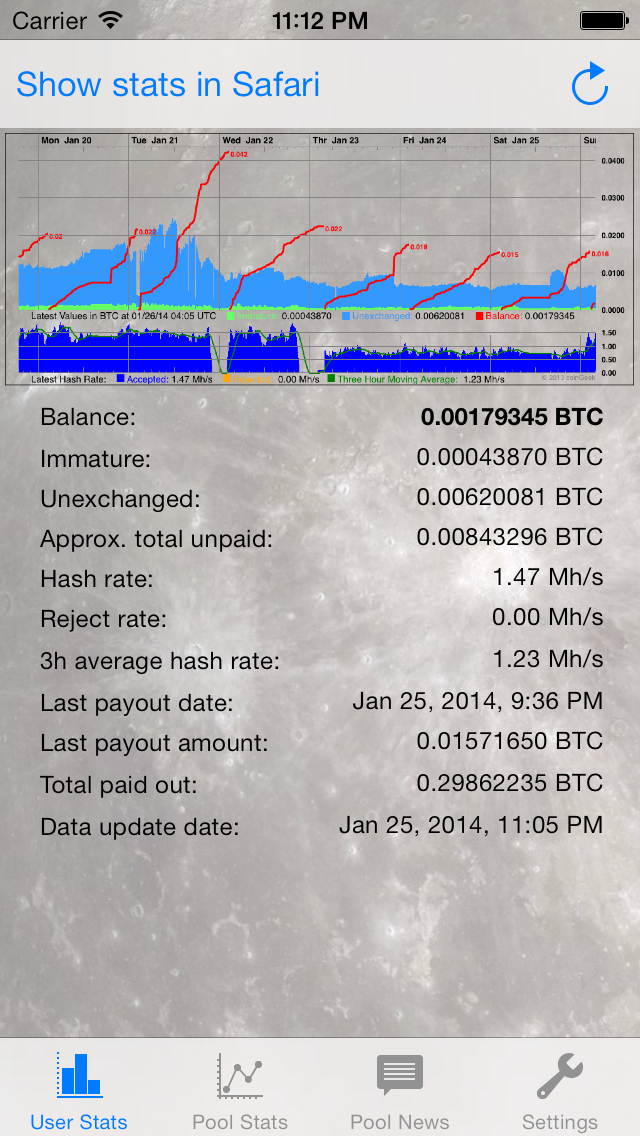 Carrier 11:12 PM
Show stats in Safari
Mon Jan 20 Tue Jan 21 Wed Jan 22 Thr Jan 23 Fri Jan 24 Sat Jan 25 Su
0.0400
0.042
0.0300
0.02 0.022 0.022 0.0200
0.018 0.015 0.016
0.0100
0.0000
Latest Values in BTC at 01/26/14 04:05 UTC Immature: 0.00043870 Unexchanged: 0.00620081 Balance: 0.00179345
1.50
1.00
0.50
0.00
Latest Hash Rate: Accepted: 1.47 Mh/s 0.00 Mh/s Three Hour Moving Average: 1.23 Mh/s © 2013 coinGeek
Balance: 0.00179345 BTC
Immature: 0.00043870 BTC
Unexchanged: 0.00620081 BTC
Approx. total unpaid: 0.00843296 BTC
Hash rate: 1.47 Mh/s
Reject rate: 0.00 Mh/s
3h average hash rate: 1.23 Mh/s
Last payout date: Jan 25, 2014, 9:36 PM
Last payout amount: 0.01571650 BTC
Total paid out: 0.29862235 BTC
Data update date: Jan 25, 2014, 11:05 PM
User Stats Pool Stats Pool News Settings